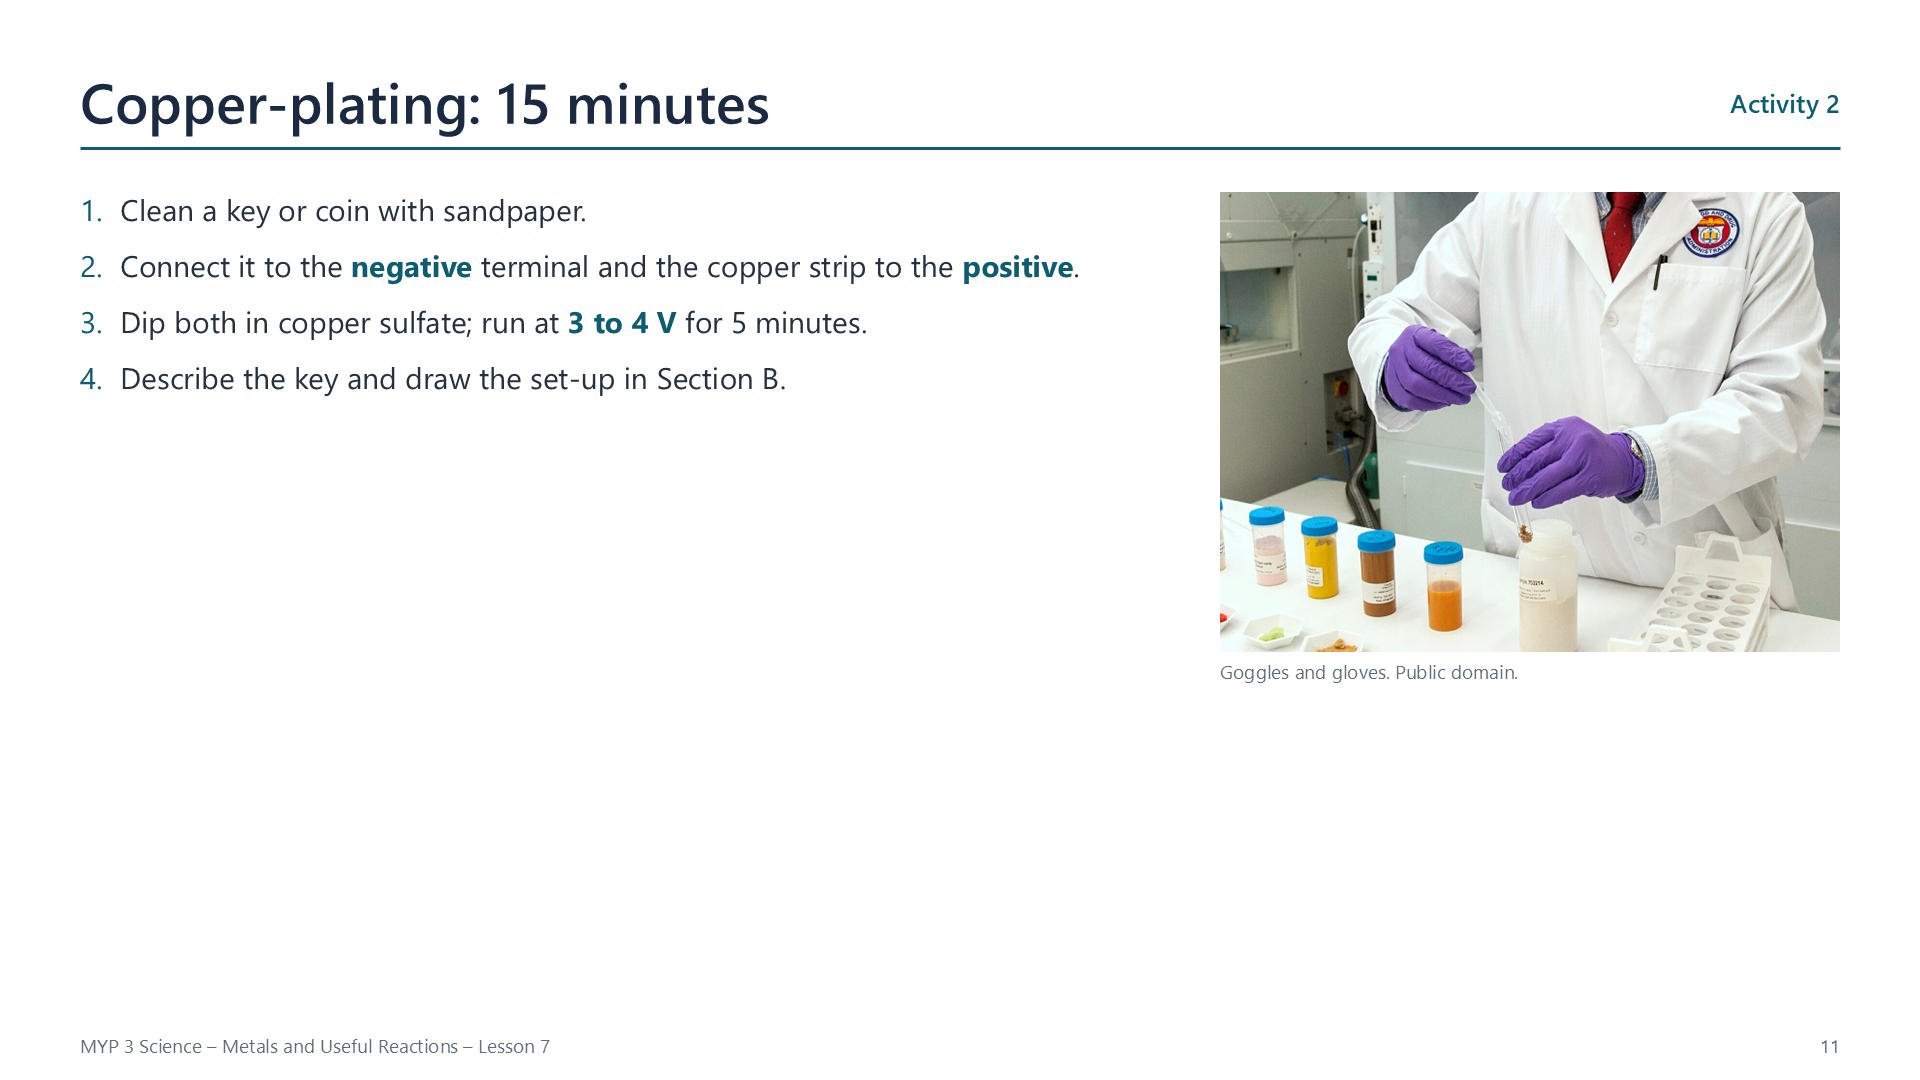 Copper-plating: 15 minutes
Activity 2
1. Clean a key or coin with sandpaper.
2. Connect it to the negative terminal and the copper strip to the positive.
3. Dip both in copper sulfate; run at 3 to 4 V for 5 minutes.
4. Describe the key and draw the set-up in Section B.
ADMINISTRATION
Goggles and gloves. Public domain.
MYP 3 Science – Metals and Useful Reactions – Lesson 7
11